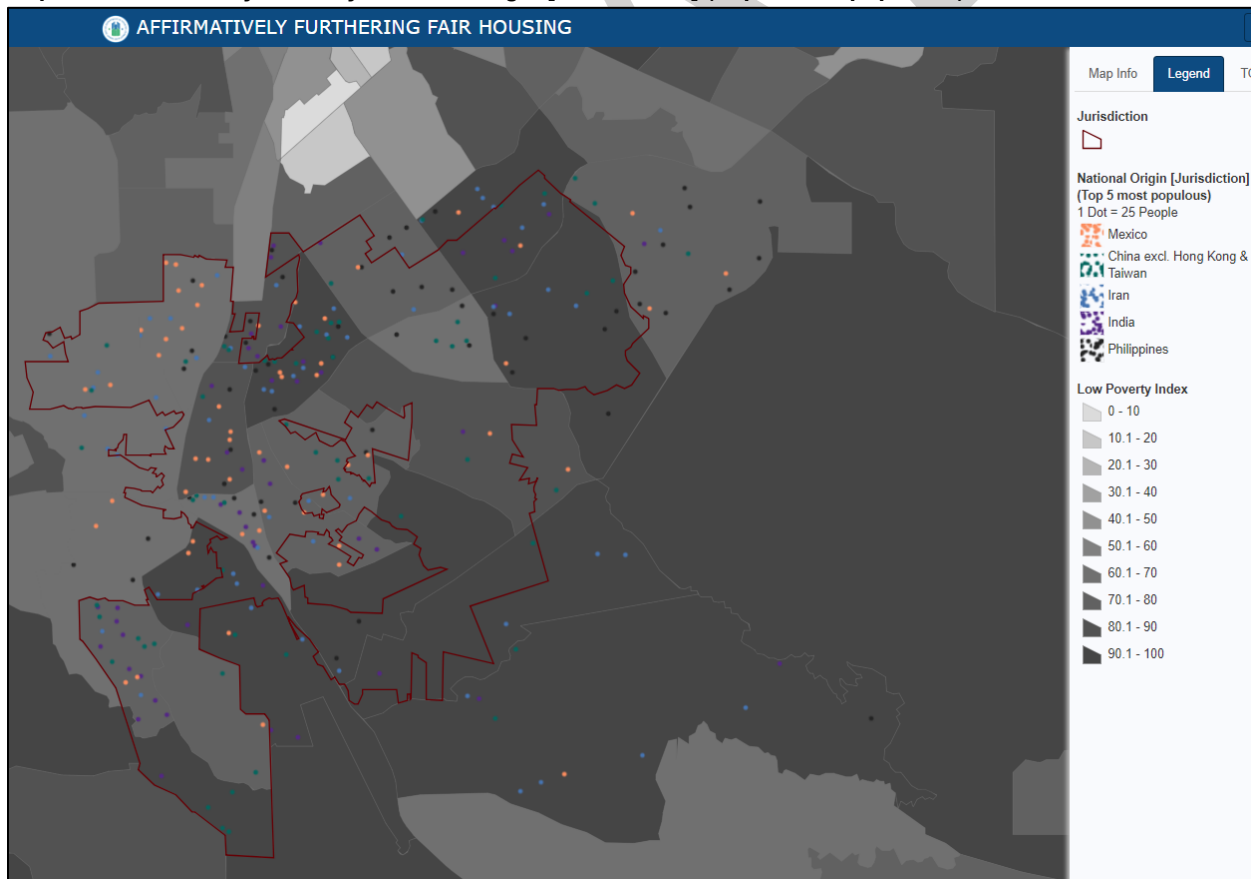 AFFIRMATIVELY FURTHERING FAIR HOUSING
Map Info
Legend
Jurisdiction
National Origin [Jurisdiction]
(Top 5 most populous)
1 Dot = 25 People
Mexico
China excl. Hong Kong &
Taiwan
Iran
India
Philippines
Low Poverty Index
0 - 10
10.1 - 20
20.1 - 30
30.1 - 40
40.1 - 50
50.1 - 60
60.1 - 70
70.1 - 80
80.1 - 90
90.1 - 100